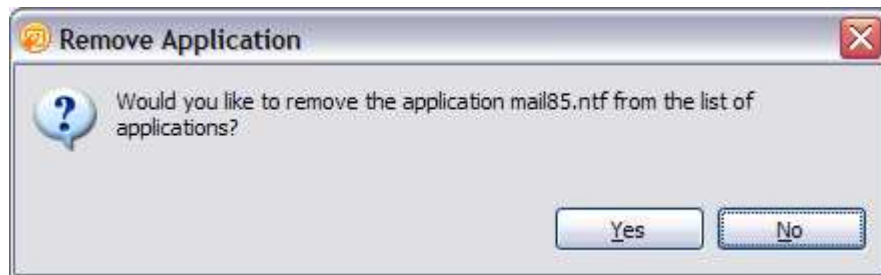 Remove Application
Would you like to remove the application mail85.ntf from the list of
applications?
Yes
No